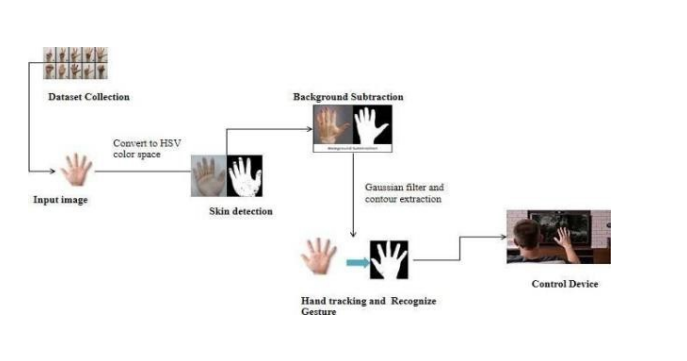 Dataset Collection
Background Subtraction
Convert to HSV
color space
Background Subtraction
Gaussian filter and
contour extraction
Input image
Skin detection
Control Device
Hand tracking and Recognize
Gesture